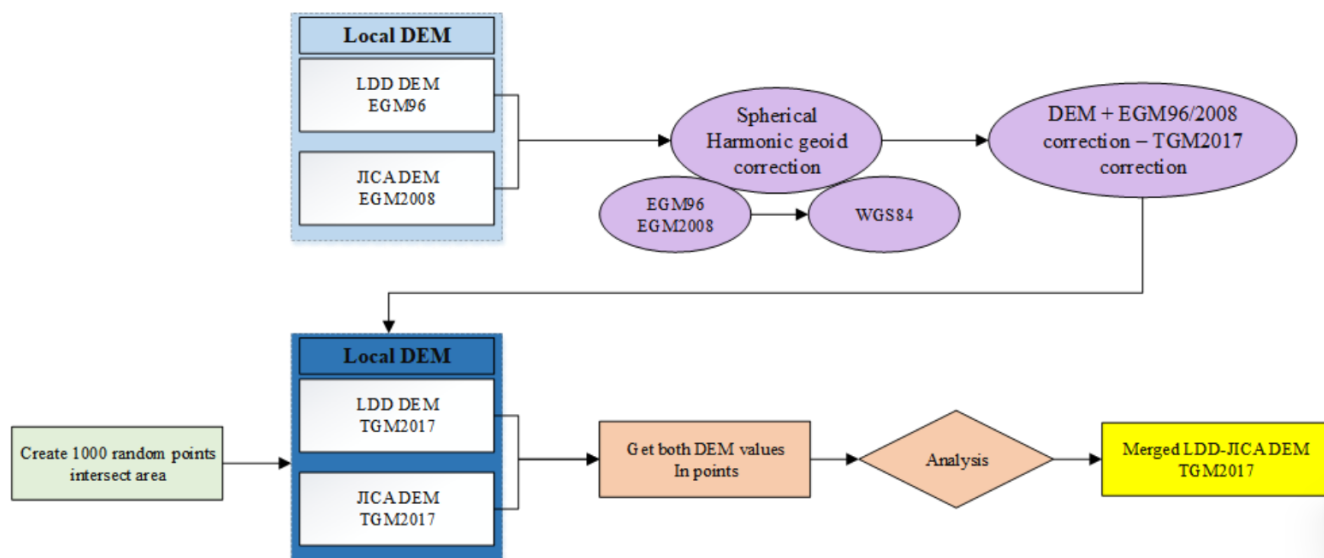 Local DEM
LDD DEM
EGM96
JICA DEM
EGM2008
Spherical
Harmonic geoid
correction
EGM96
EGM2008
WGS84
DEM + EGM96/2008
correction – TGM2017
correction
Local DEM
LDD DEM
TGM2017
JICA DEM
TGM2017
Create 1000 random points
intersect area
Get both DEM values
In points
Analysis
Merged LDD-JICA DEM
TGM2017